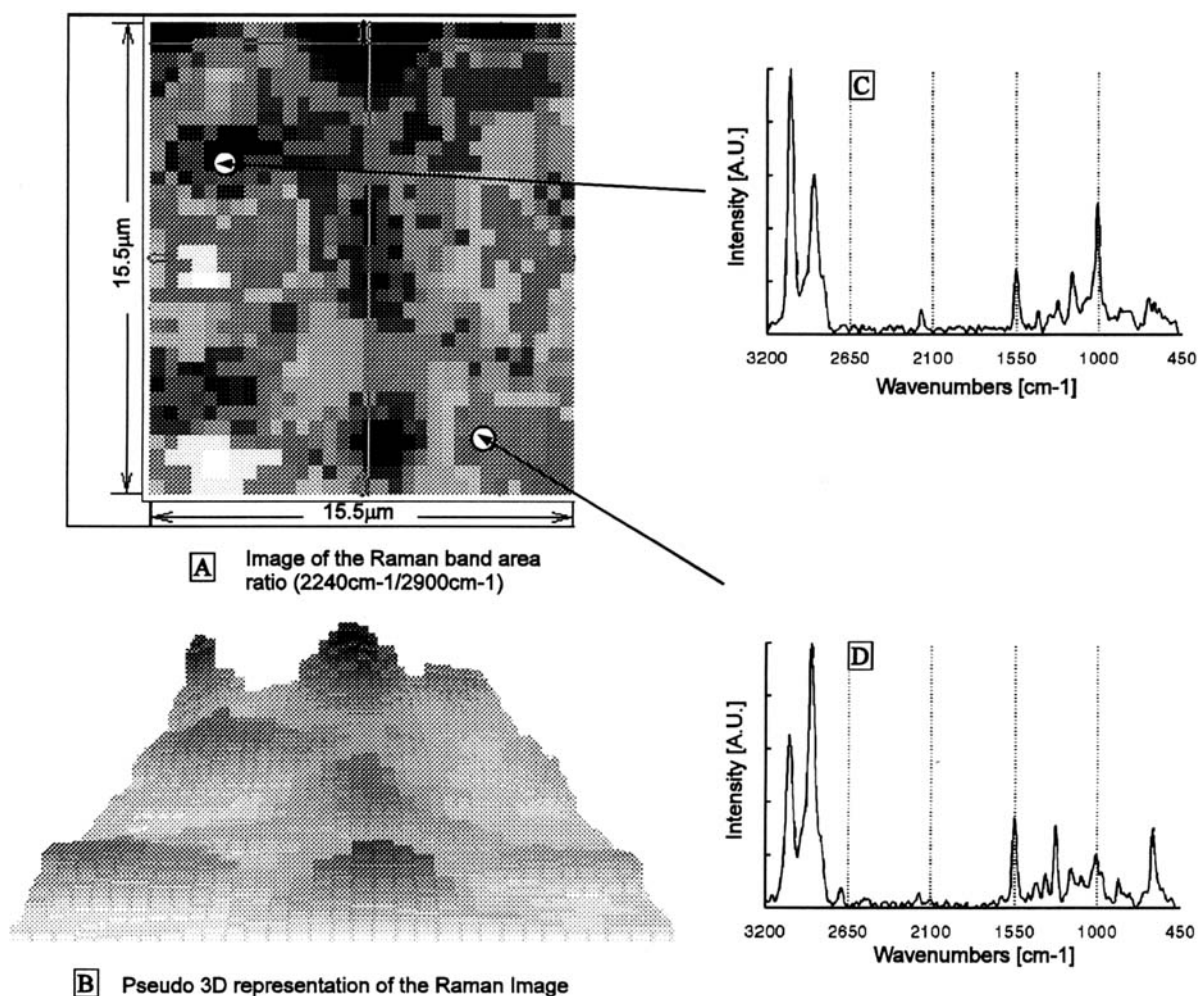 15.5µm
15.5µm
A
Image of the Raman band area
ratio (2240cm-1/2900cm-1)
B
Pseudo 3D representation of the Raman Image
C
Intensity [A.U.]
3200 2650 2100 1550 1000 450
Wavenumbers [cm-1]
D
Intensity [A.U.]
3200 2650 2100 1550 1000 450
Wavenumbers [cm-1]